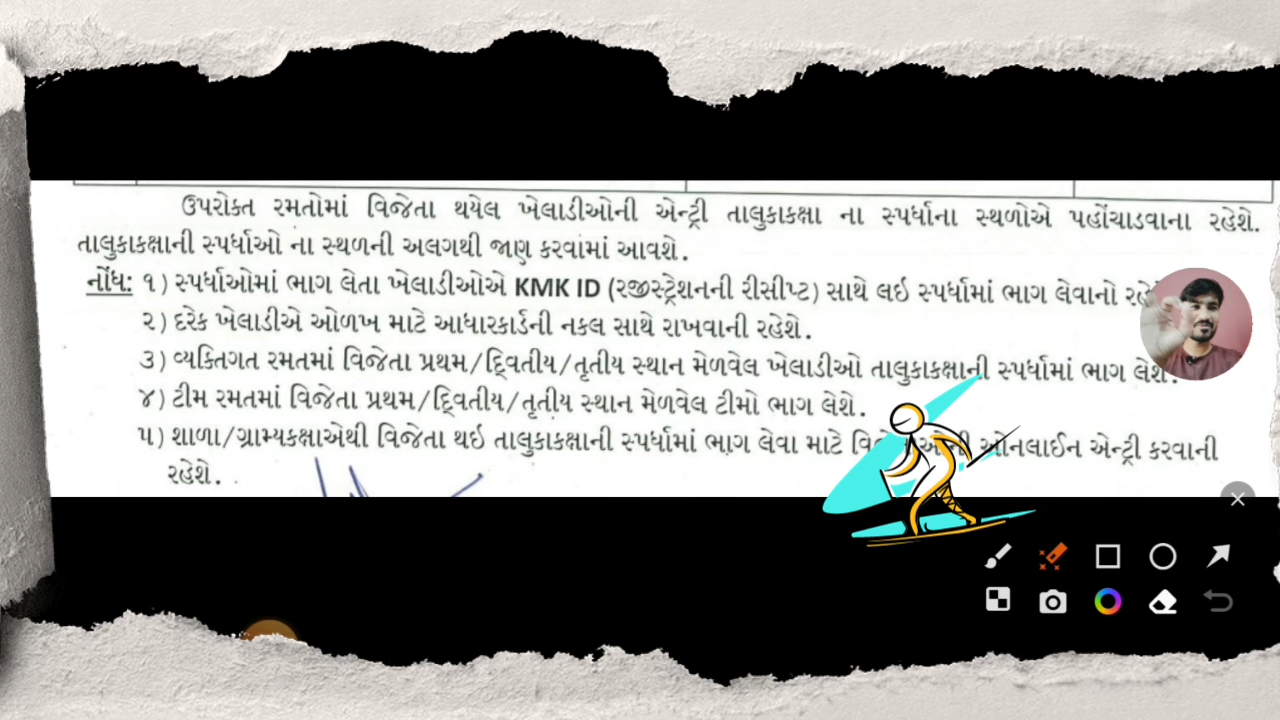 ઉપરોક્ત રમતોમાં વિજેતા થયેલ ખેલાડીઓની એન્ટ્રી તાલુકાકક્ષા ના સ્પર્ધાના સ્થળોએ પહોંચાડવાના રહેશે.
તાલુકાકક્ષાની સ્પર્ધાઓ ના સ્થળની અલગથી જાણ કરવામાં આવશે.
નોંધ: ૧) સ્પર્ધાઓમાં ભાગ લેતા ખેલાડીઓએ KMK ID (રજીસ્ટ્રેશનની રીસીપ્ટ) સાથે લઇ સ્પર્ધામાં ભાગ લેવાનો
૨) દરેક ખેલાડીએ ઓળખ માટે આધારકાર્ડની નકલ સાથે રાખવાની રહેશે.
૩) વ્યક્તિગત રમતમાં વિજેતા પ્રથમ/દ્વિતીય/તૃતીય સ્થાન મેળવેલ ખેલાડીઓ તાલુકાકક્ષાની સ્પર્ધામાં ભાગ લેશે.
૪) ટીમ રમતમાં વિજેતા પ્રથમ/દ્વિતીય/તૃતીય સ્થાન મેળવેલ ટીમો ભાગ લેશે.
૫) શાળા/ગ્રામ્યકક્ષાએથી વિજેતા થઇ તાલુકાકક્ષાની સ્પર્ધામાં ભાગ લેવા માટે ઓનલાઈન એન્ટ્રી કરવાની
રહેશે.